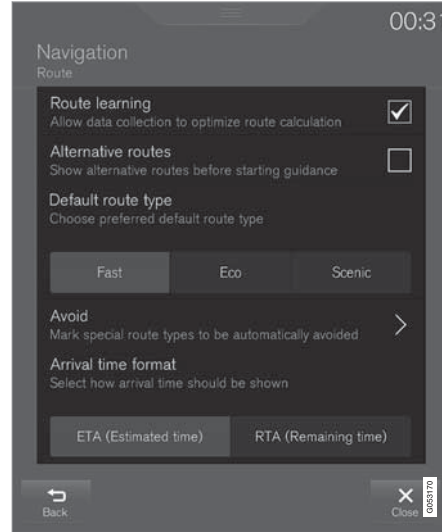 00:31
Navigation
Route
Route learning
Allow data collection to optimize route calculation
Alternative routes
Show alternative routes before starting guidance
Default route type
Choose preferred default route type
Fast Eco Scenic
Avoid
Mark special route types to be automatically avoided
Arrival time format
Select how arrival time should be shown
ETA (Estimated time) RTA (Remaining time)
Back Close
G053170